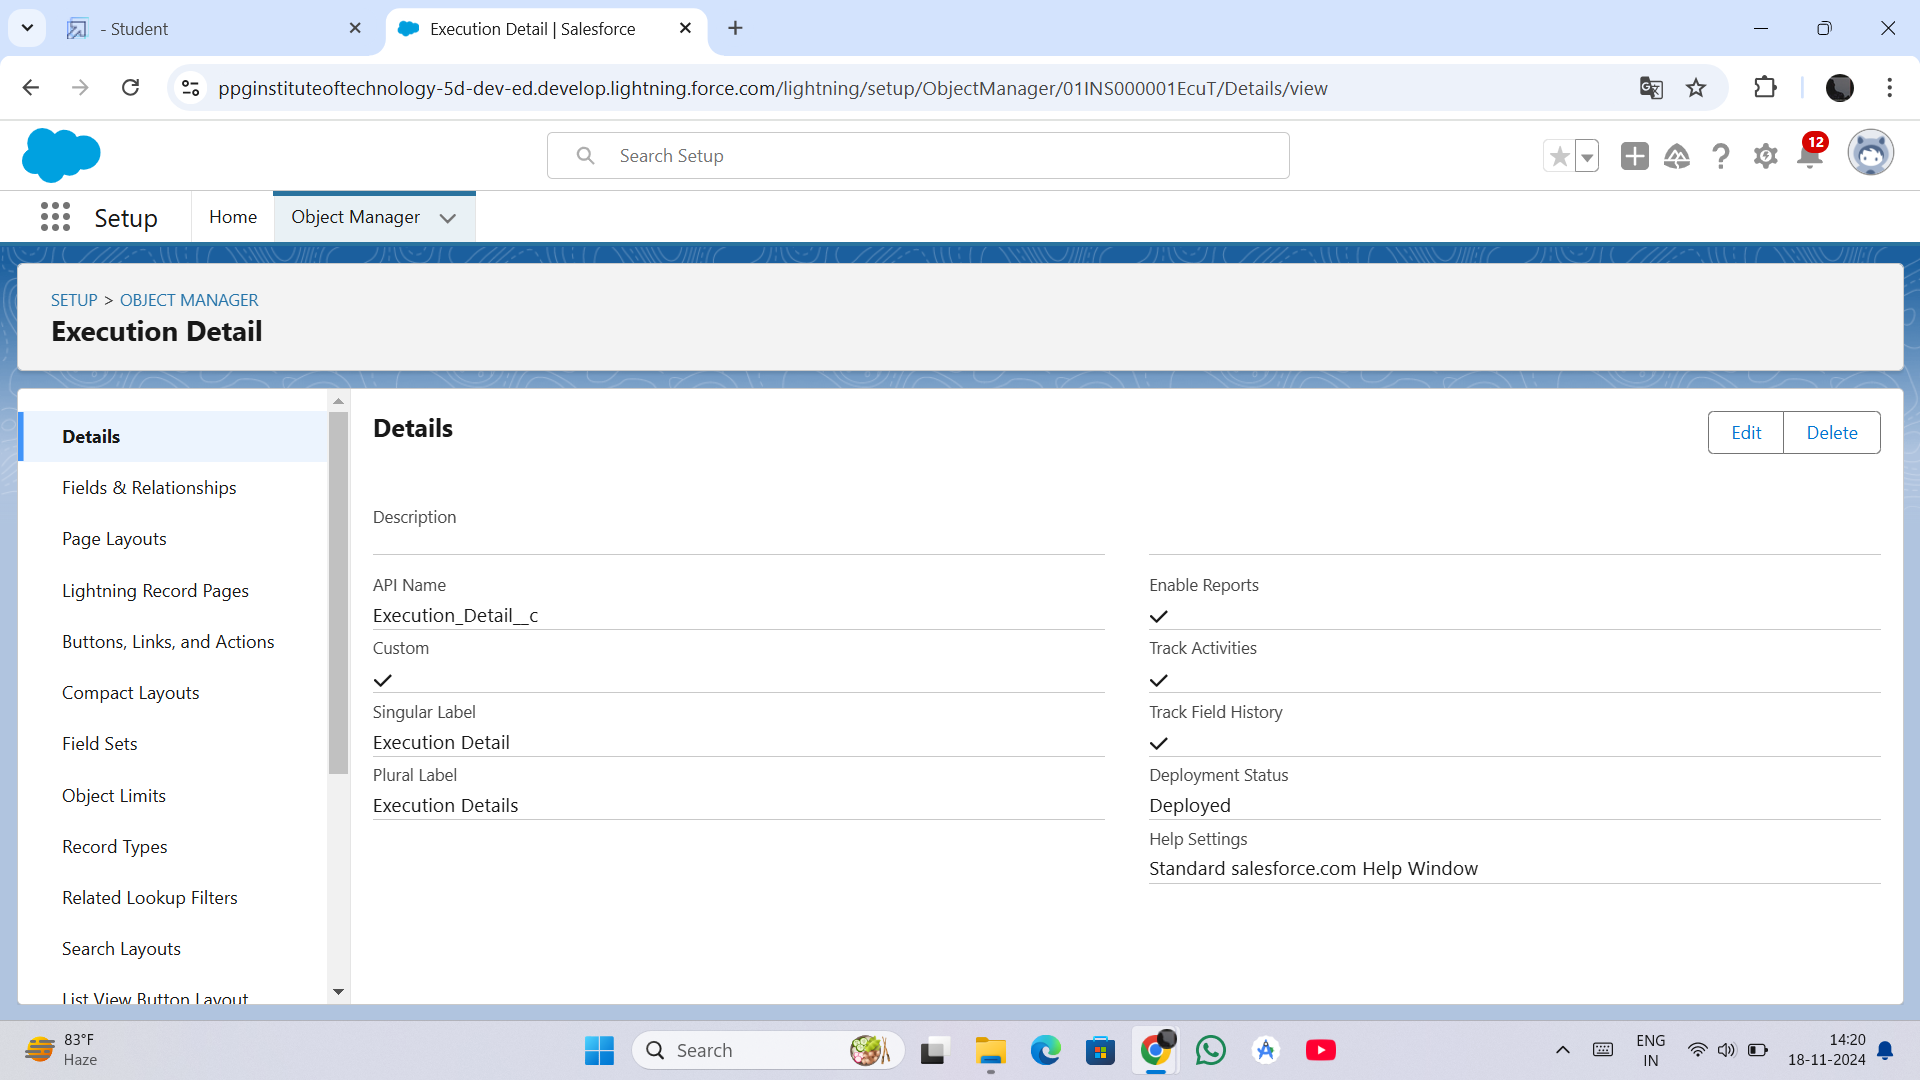 - Student
Execution Detail | Salesforce
ppginstituteoftechnology-5d-dev-ed.develop.lightning.force.com/lightning/setup/ObjectManager/01INS000001EcuT/Details/view
Search Setup
12
Setup
Home
Object Manager
SETUP > OBJECT MANAGER
Execution Detail
Details
Fields & Relationships
Page Layouts
Lightning Record Pages
Buttons, Links, and Actions
Compact Layouts
Field Sets
Object Limits
Record Types
Related Lookup Filters
Search Layouts
List View Button Layout
Details
Edit
Delete
Description
API Name
Execution_Detail__c
Custom
Singular Label
Execution Detail
Plural Label
Execution Details
Enable Reports
Track Activities
Track Field History
Deployment Status
Deployed
Help Settings
Standard salesforce.com Help Window
83°F
Haze
Search
ENG
IN
14:20
18-11-2024